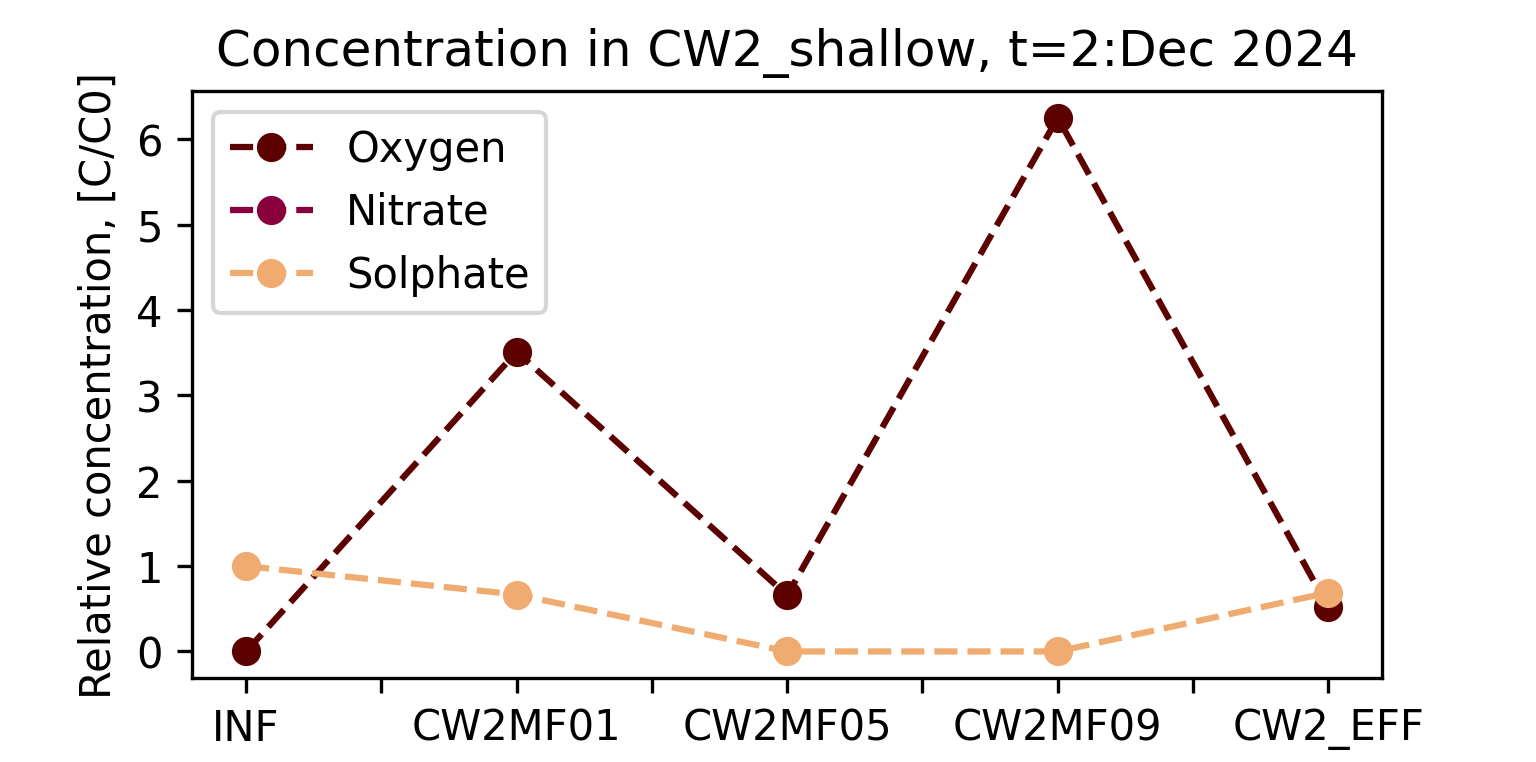 Concentration in CW2_shallow, t=2:Dec 2024
Relative concentration, [C/C0]
6
5
4
3
2
1
0
Oxygen
Nitrate
Solphate
INF
CW2MF01
CW2MF05
CW2MF09
CW2_EFF